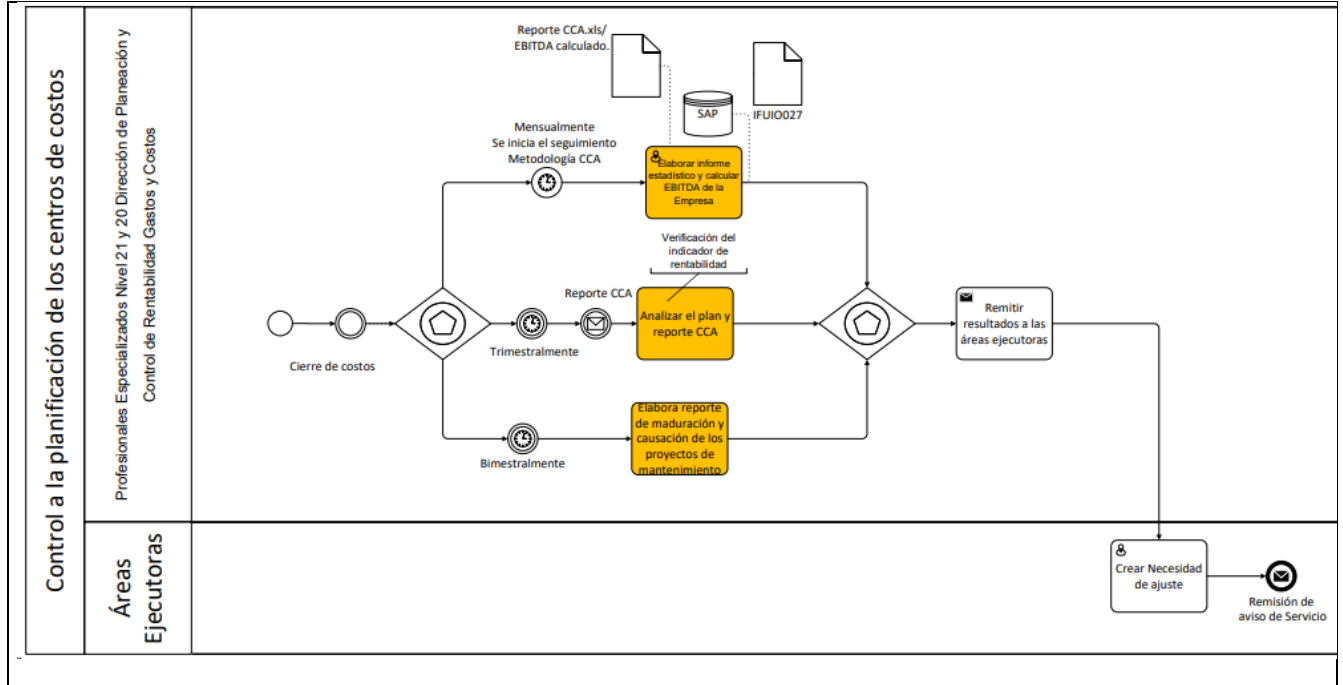 Control a la planificación de los centros de costos
Profesionales Especializados Nivel 21 y 20 Dirección de Planeación y
Control de Rentabilidad Gastos y Costos
Reporte CCA.xls/
EBITDA calculado.
SAP
IFUIO027
Mensualmente
Se inicia el seguimiento
Metodología CCA
Elaborar informe
estadístico y calcular
EBITDA de la
Empresa
Verificación del
indicador de
rentabilidad
Cierre de costos
Trimestralmente
Reporte CCA
Analizar el plan y
reporte CCA
Remitir
resultados a las
áreas ejecutoras
Bimestralmente
Elabora reporte
de maduración y
causación de los
proyectos de
mantenimiento
Áreas
Ejecutoras
Crear Necesidad
de ajuste
Remisión de
aviso de Servicio